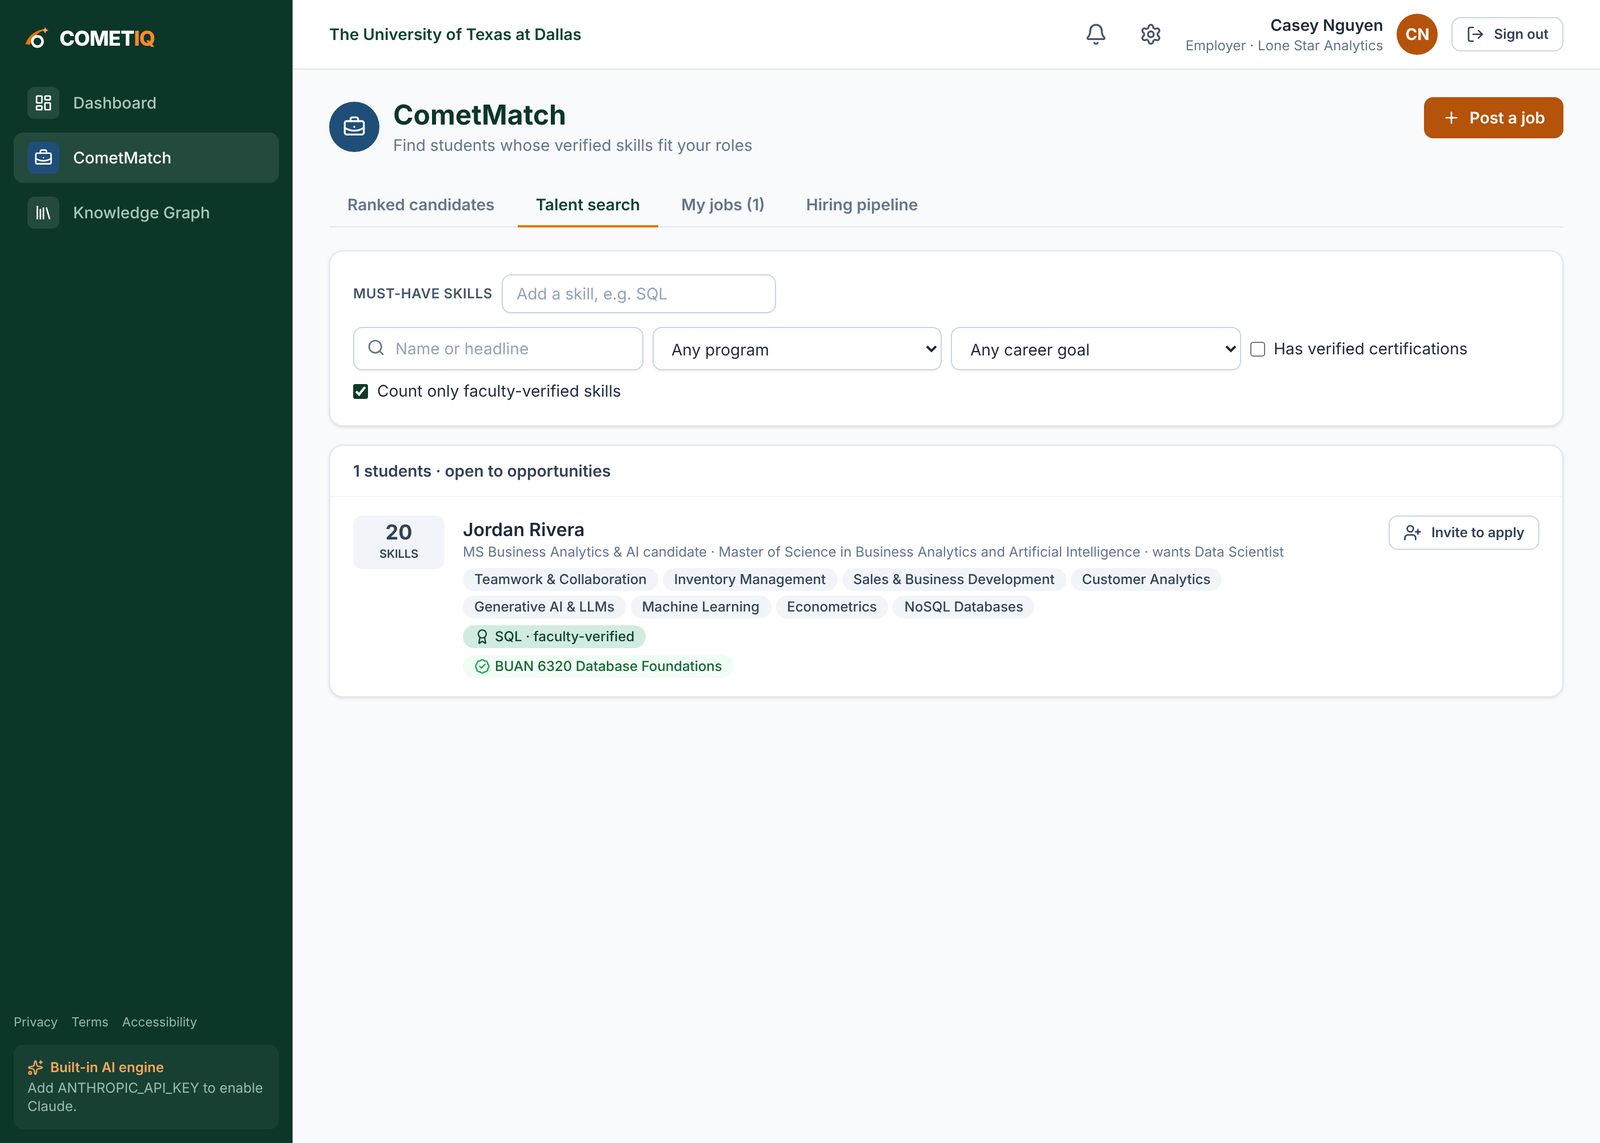 COMETIQ
Dashboard
CometMatch
Knowledge Graph
Privacy Terms Accessibility
Built-in AI engine
Add ANTHROPIC_API_KEY to enable
Claude.
The University of Texas at Dallas
Casey Nguyen
Employer · Lone Star Analytics
CN
Sign out
CometMatch
Find students whose verified skills fit your roles
Post a job
Ranked candidates Talent search My jobs (1) Hiring pipeline
MUST-HAVE SKILLS Add a skill, e.g. SQL
Name or headline Any program Any career goal Has verified certifications
Count only faculty-verified skills
1 students · open to opportunities
20
SKILLS
Jordan Rivera
Invite to apply
MS Business Analytics & AI candidate · Master of Science in Business Analytics and Artificial Intelligence · wants Data Scientist
Teamwork & Collaboration Inventory Management Sales & Business Development Customer Analytics
Generative AI & LLMs Machine Learning Econometrics NoSQL Databases
SQL · faculty-verified
BUAN 6320 Database Foundations